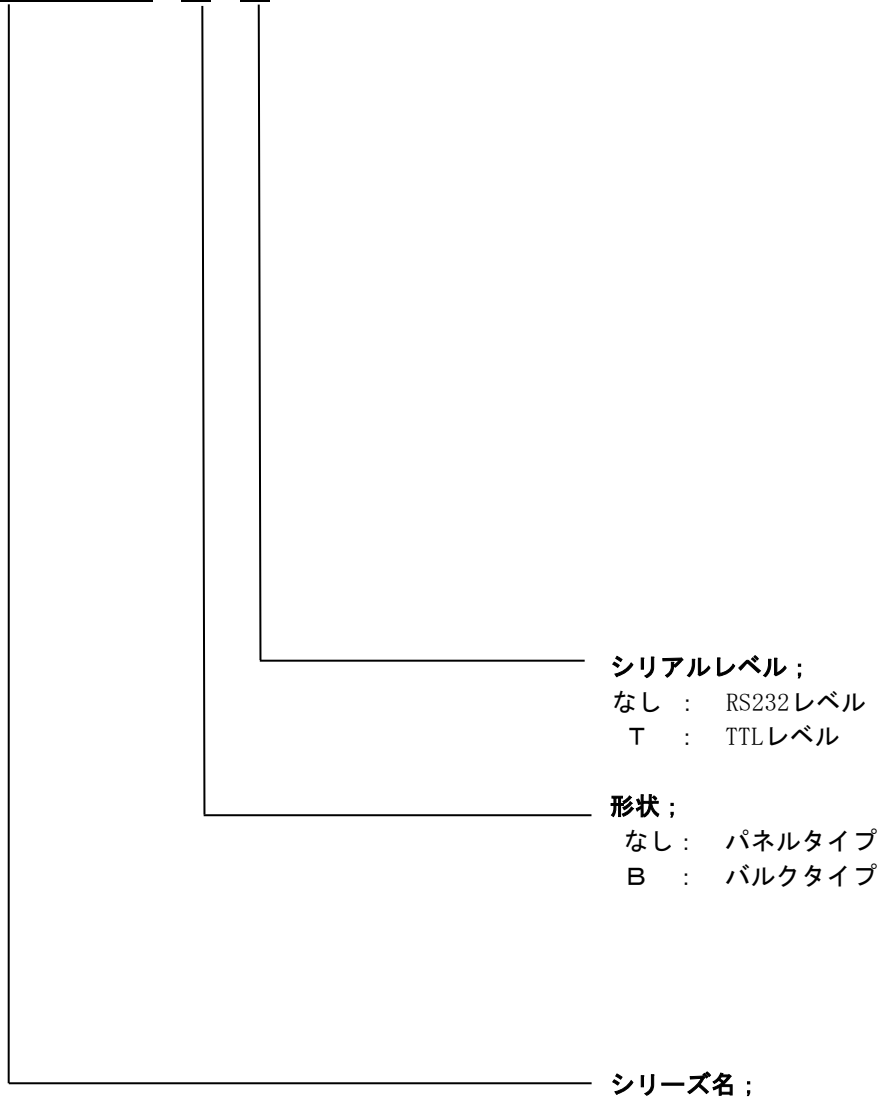 シリアルレベル；
なし ： RS232レベル
Ｔ ： TTLレベル
形状；
なし： パネルタイプ
Ｂ ： バルクタイプ
シリーズ名；